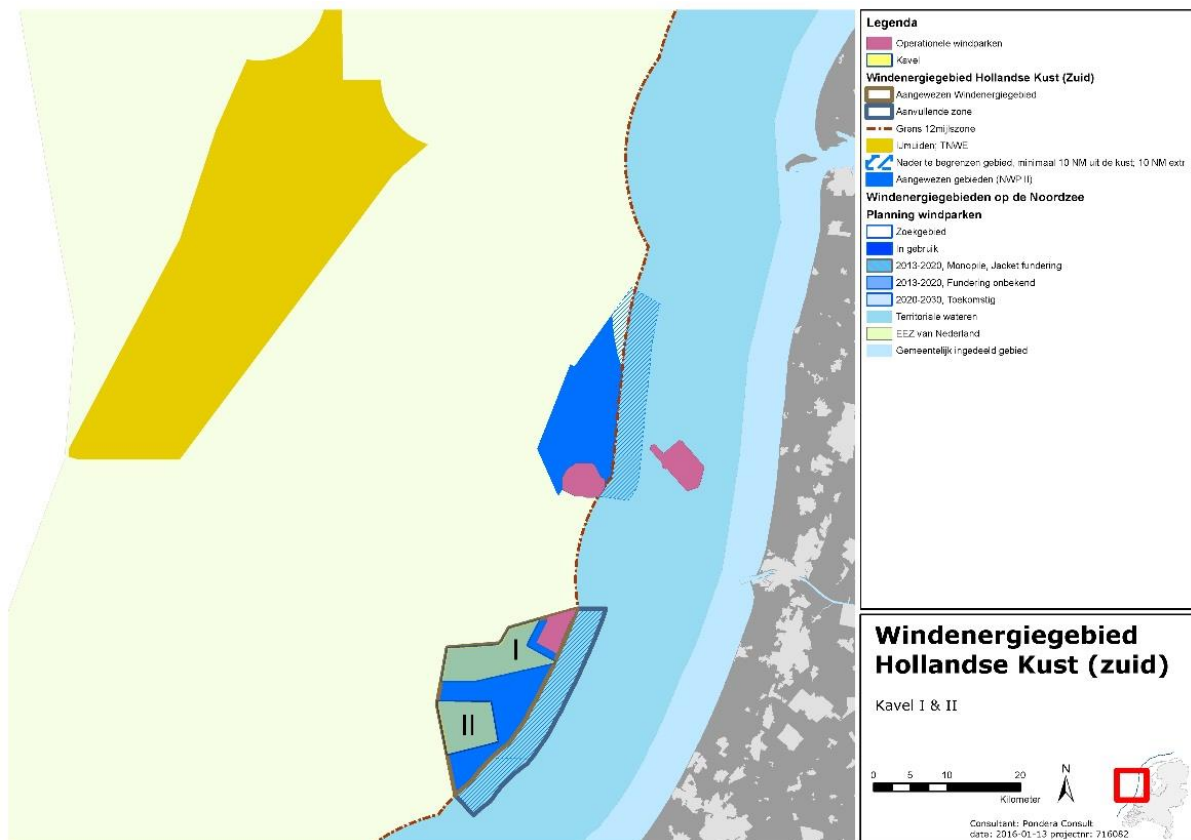 I
II
Legenda
Operationele windparken
Kavel
Windenergiegebied Hollandse Kust (Zuid)
Aangewezen Windenergiegebied
Aanvullende zone
Grens 12mijlszone
IJmuiden; TNWE
Nader te begrenzen gebied, minimaal 10 NM uit de kust; 10 NM extr
Aangewezen gebieden (NWP II)
Windenergiegebieden op de Noordzee
Planning windparken
Zoekgebied
In gebruik
2013-2020, Monopile, Jacket fundering
2013-2020, Fundering onbekend
2020-2030, Toekomstig
Territoriale wateren
EEZ van Nederland
Gemeentelijk ingedeeld gebied
Windenergiegebied
Hollandse Kust (zuid)
Kavel I & II
0 5 10 20
Kilometer
N
Consultant: Pondera Consult
data: 2016-01-13 projectnr: 716082